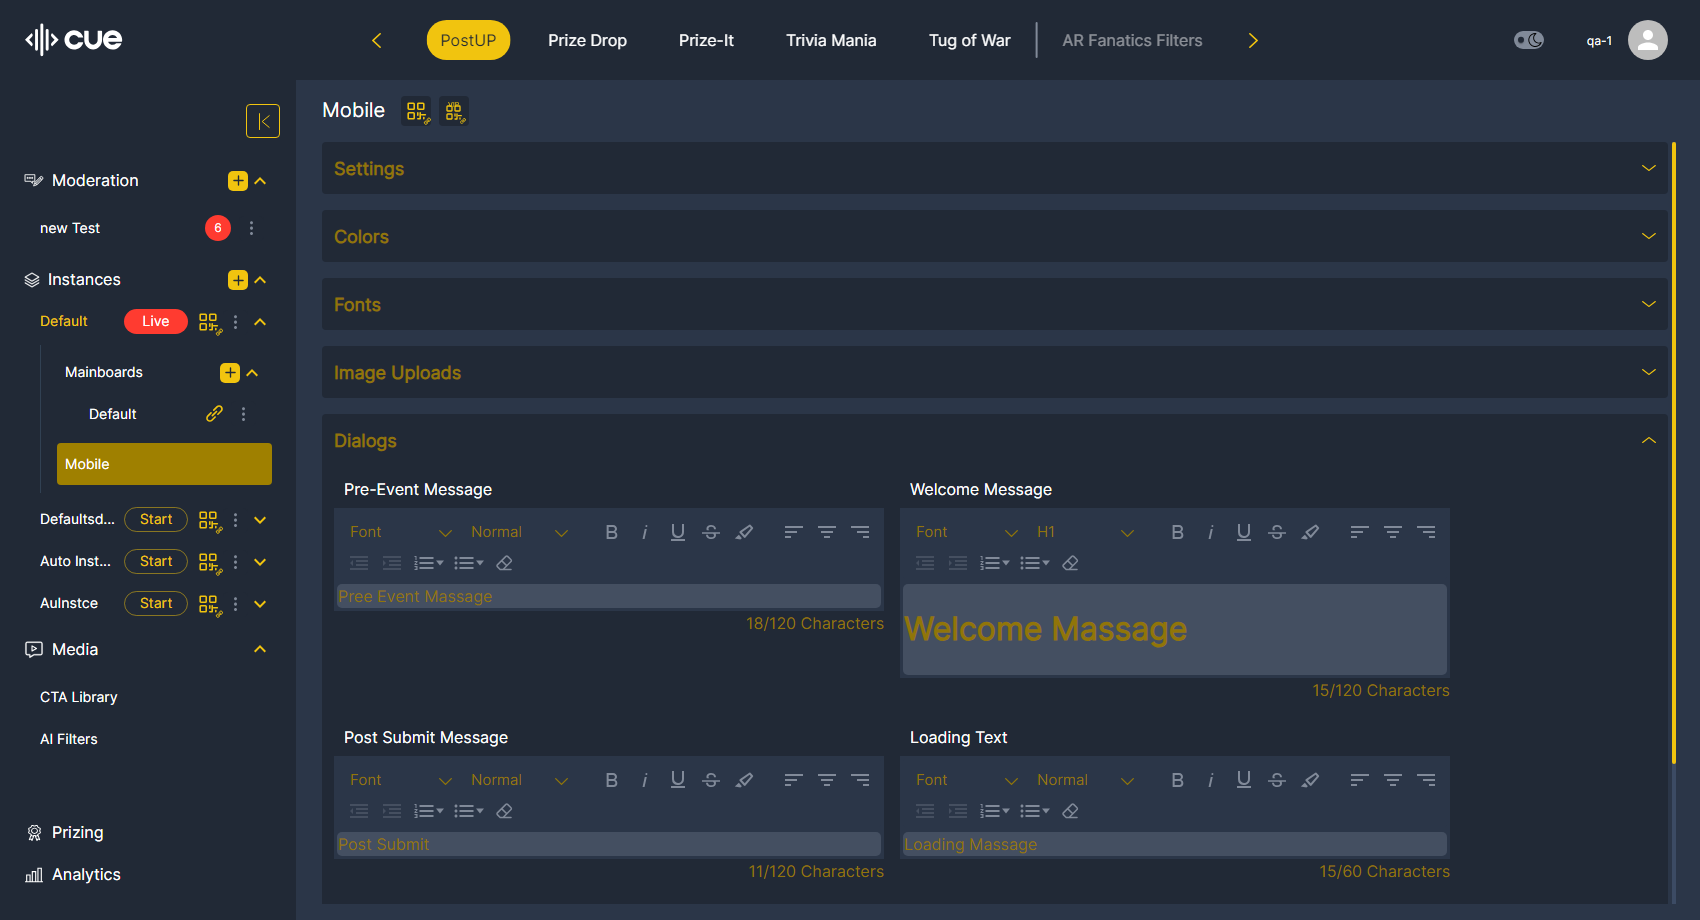 cue
PostUP
Prize Drop
Prize-It
Trivia Mania
Tug of War
AR Fanatics Filters
qa-1
Moderation
new Test
6
Instances
Default
Live
Mainboards
Default
Mobile
Defaultsd...
Start
Auto Inst...
Start
AuInstce
Start
Media
CTA Library
AI Filters
Prizing
Analytics
Mobile
VIP
Settings
Colors
Fonts
Image Uploads
Dialogs
Pre-Event Message
Font
Normal
Pree Event Massage
18/120 Characters
Welcome Message
Font
H1
Welcome Massage
15/120 Characters
Post Submit Message
Font
Normal
Post Submit
11/120 Characters
Loading Text
Font
Normal
Loading Massage
15/60 Characters